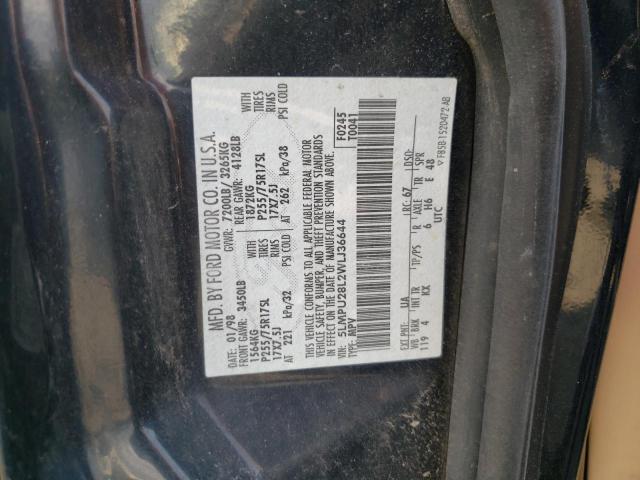 MFD. BY FORD MOTOR CO. IN U.S.A.
DATE: 01/98 GVWR: 7200LB/ 3265KG
FRONT GAWR: 3450LB REAR GAWR: 4128LB
1564KG WITH 1872KG WITH
P255/75R17SL TIRES P255/75R17SL TIRES
17X7.5J RIMS 17X7.5J RIMS
AT 221 kPa/32 PSI COLD AT 262 kPa/38 PSI COLD
THIS VEHICLE CONFORMS TO ALL APPLICABLE FEDERAL MOTOR
VEHICLE SAFETY, BUMPER, AND THEFT PREVENTION STANDARDS
IN EFFECT ON THE DATE OF MANUFACTURE SHOWN ABOVE.
VIN: 5LMPU28L2WLJ36644 F0245
TYPE: MPV T0041
EXT PNT: UA RC: 67 DSO:
WB BRK INT TR TP/PS R AXLE TR SPR
119 4 KX 6 H6 E 48
UTC ▽ F85B-1520472-AB